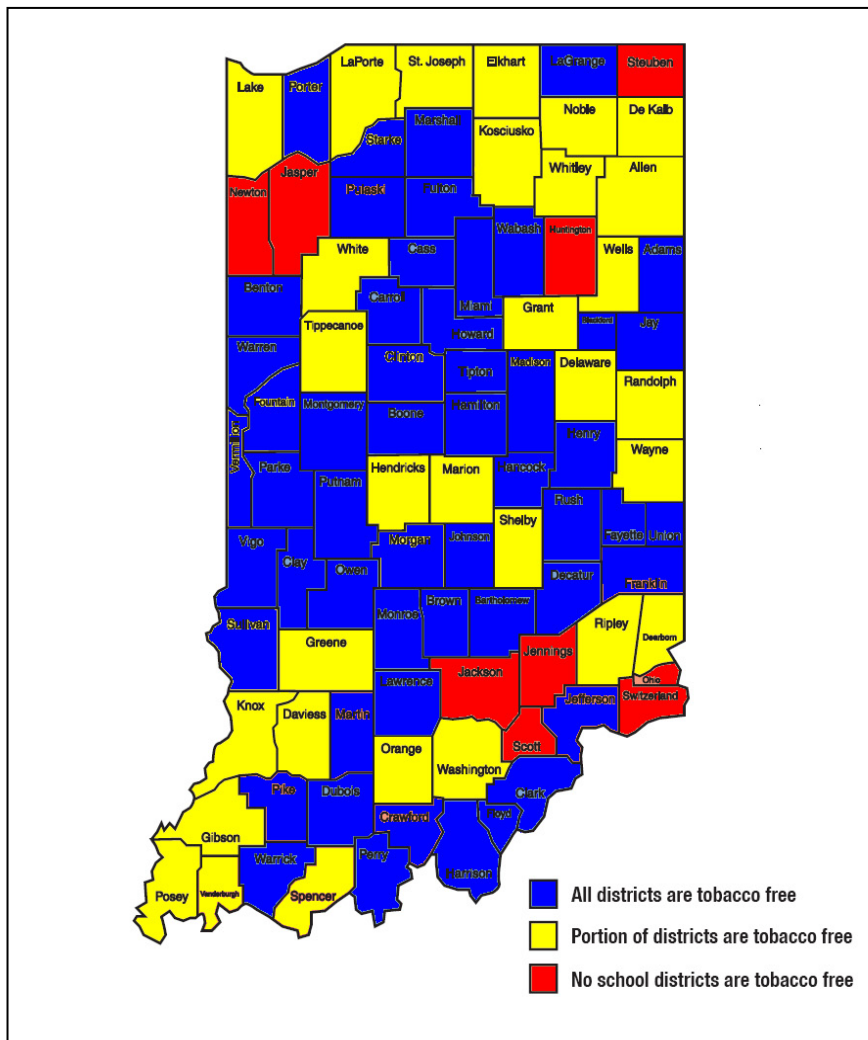 LaPorte St. Joseph Elkhart LaGrange Steuben
Lake Porter
Noble De Kalb
Marshal
Starke Kosciusko
Whitley Allen
Newton Jasper Pulaski Fulton
Wabash Huntington
White Cass Wells Adams
Benton Carroll Miami Grant
Tippecanoe Howard Jay
Warren Clinton Tipton Madison Delaware
Randolph
Fountain Montgomery Boone Hamilton
Henry
Vermillion Wayne
Parke Putnam Hendricks Marion Hancock
Rush
Shelby
Vigo Morgan Johnson Fayette Union
Clay Owen Decatur Franklin
Monroe Brown Bartholomew
Sullivan Ripley
Greene Dearborn
Jennings
Lawrence Jackson Ohio
Switzerland
Knox Daviess Martin Jefferson
Orange Scott
Washington
Pike Dubois Clark
Crawford Floyd
Gibson
Warrick Perry Harrison
Posey Vanderburgh Spencer
All districts are tobacco free
Portion of districts are tobacco free
No school districts are tobacco free